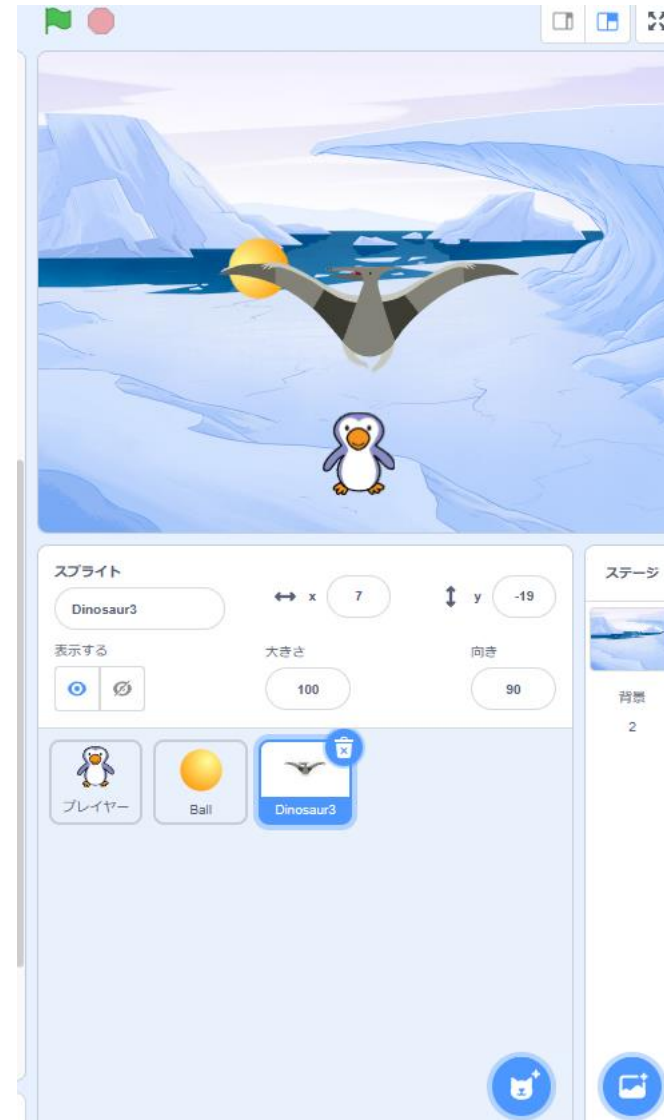 スプライト
Dinosaur3
x 7
y -19
表示する
大きさ
100
向き
90
プレイヤー
Ball
Dinosaur3
ステージ
背景
2